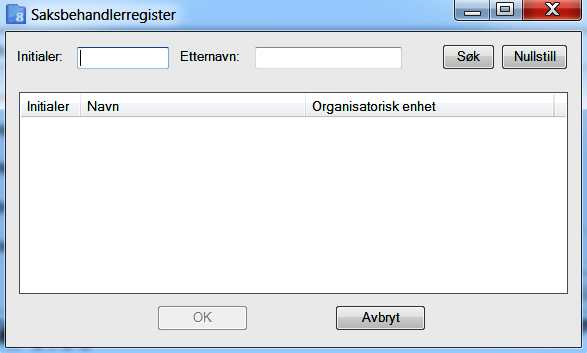 Saksbehandlerregister
Initialer: Etternavn: Søk Nullstill
Initialer Navn Organisatorisk enhet
OK Avbryt